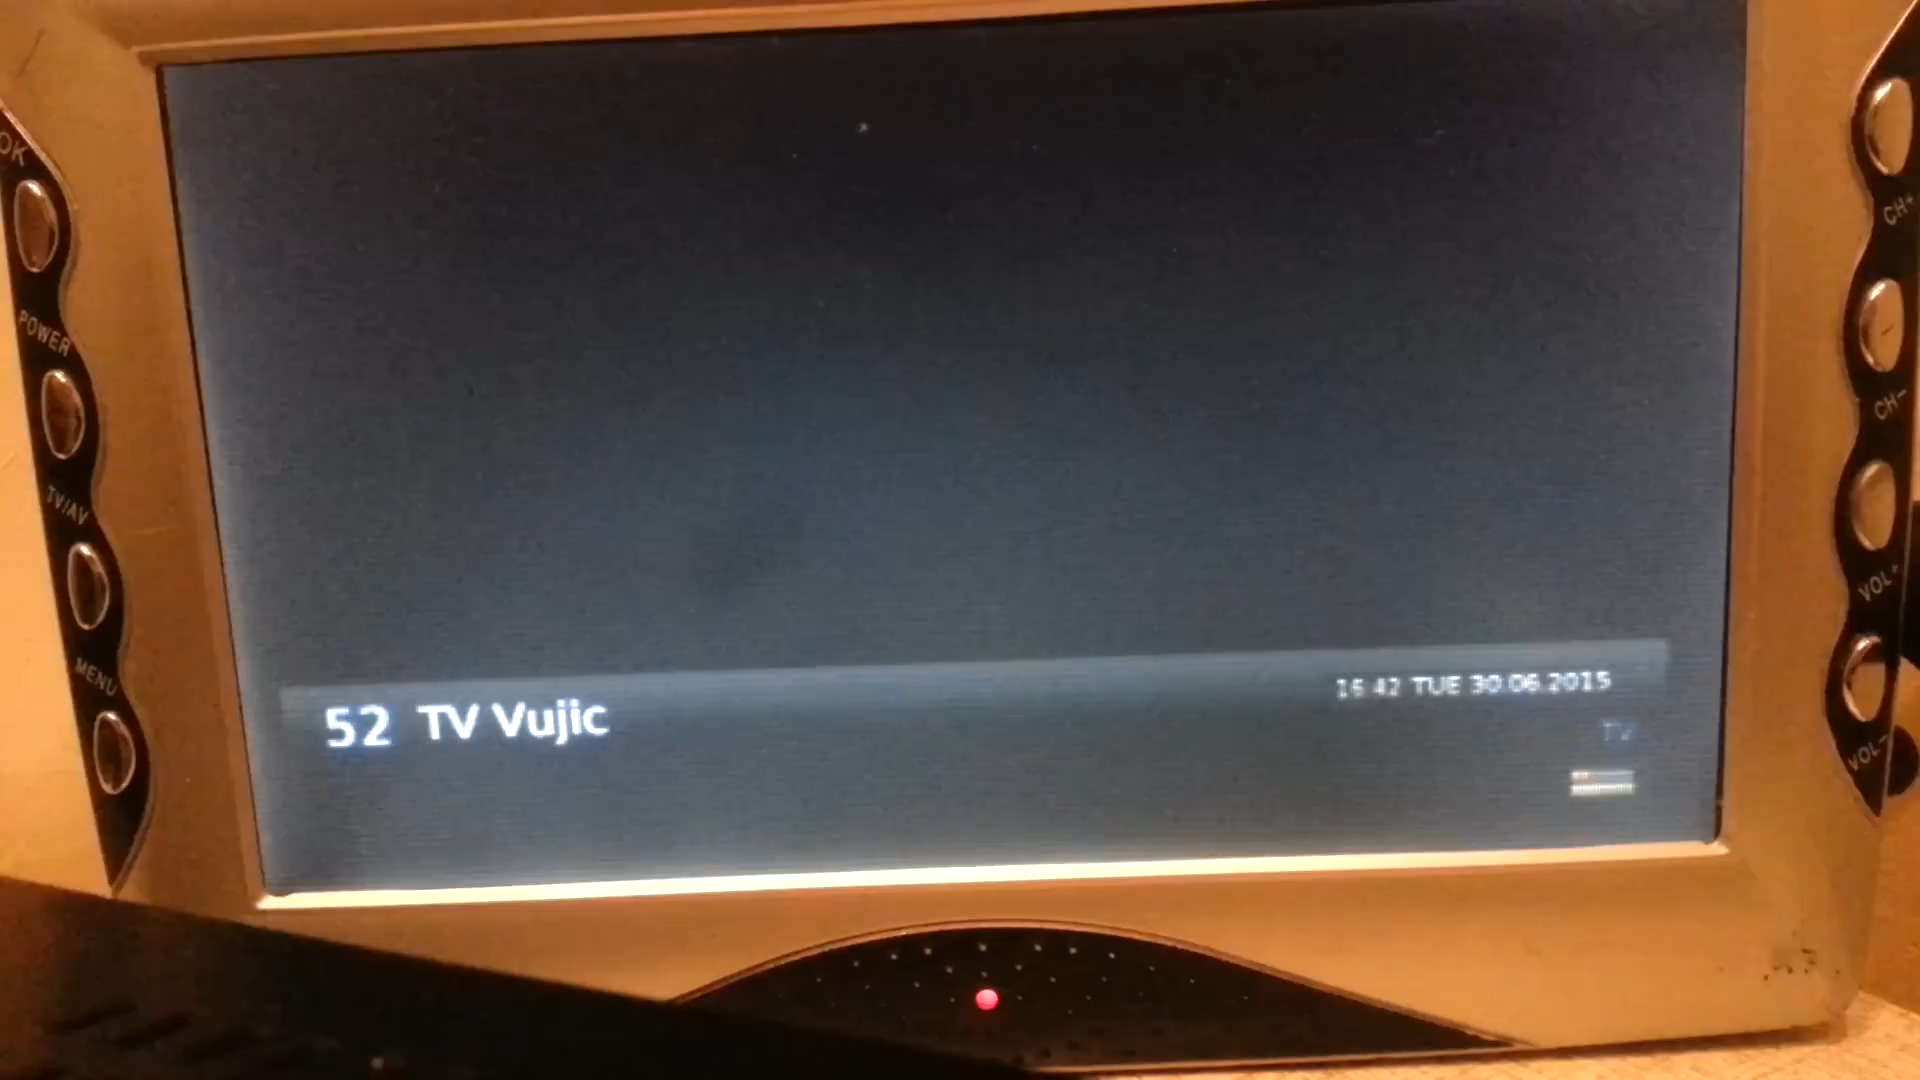 OK
POWER
TV/AV
MENU
52 TV Vujic
16:42 TUE 30.06.2015
TV
CH+
CH-
VOL+
VOL-